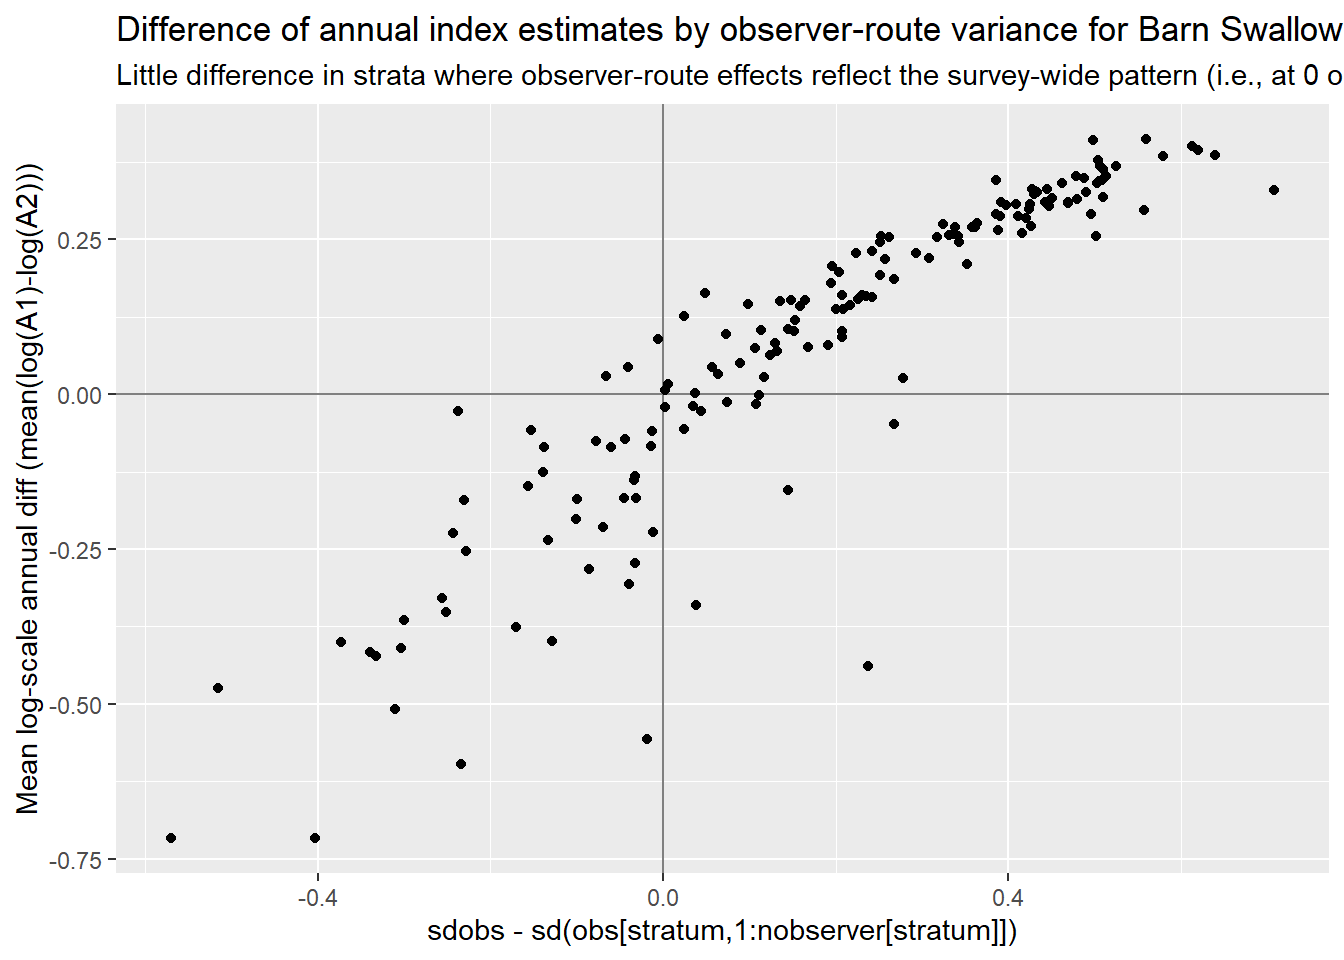 Difference of annual index estimates by observer-route variance for Barn Swallow
Little difference in strata where observer-route effects reflect the survey-wide pattern (i.e., at 0 o
Mean log-scale annual diff (mean(log(A1)-log(A2)))
0.25
0.00
-0.25
-0.50
-0.75
-0.4
0.0
0.4
sdobs - sd(obs[stratum,1:nobserver[stratum]])